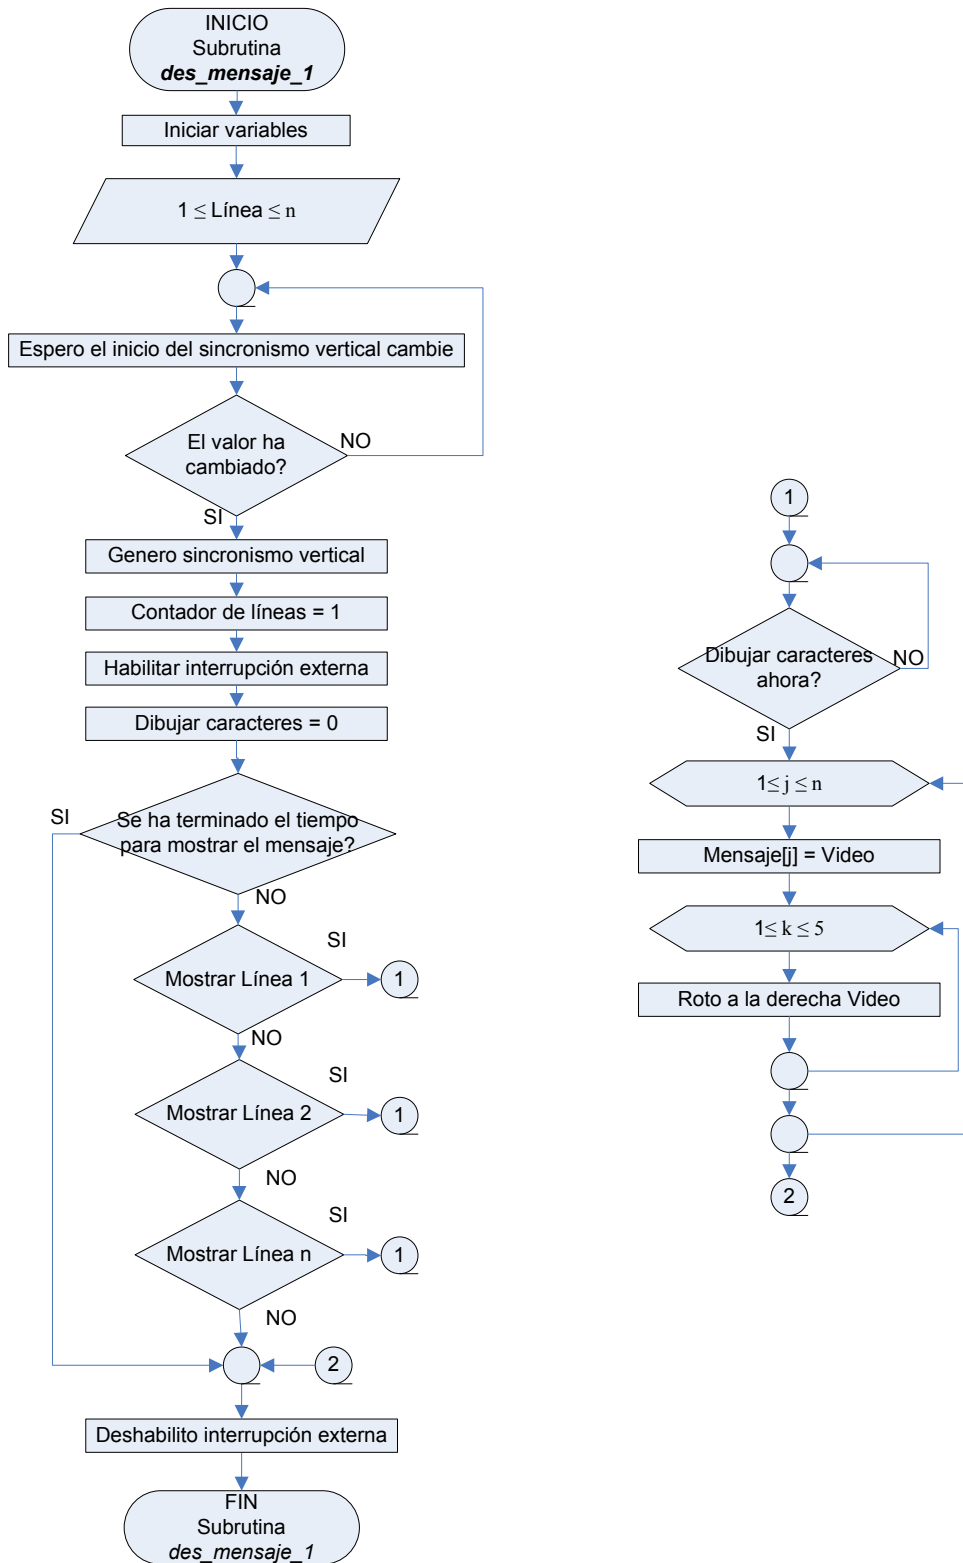 INICIO
Subrutina
des_mensaje_1
Iniciar variables
1 ≤ Línea ≤ n
Espero el inicio del sincronismo vertical cambie
El valor ha
cambiado?
NO
SI
Genero sincronismo vertical
Contador de líneas = 1
Habilitar interrupción externa
Dibujar caracteres = 0
Se ha terminado el tiempo
para mostrar el mensaje?
SI
NO
Mostrar Línea 1
SI
1
NO
Mostrar Línea 2
SI
1
NO
Mostrar Línea n
SI
1
NO
2
Deshabilito interrupción externa
FIN
Subrutina
des_mensaje_1
1
Dibujar caracteres
ahora?
NO
SI
1≤ j ≤ n
Mensaje[j] = Video
1≤ k ≤ 5
Roto a la derecha Video
2